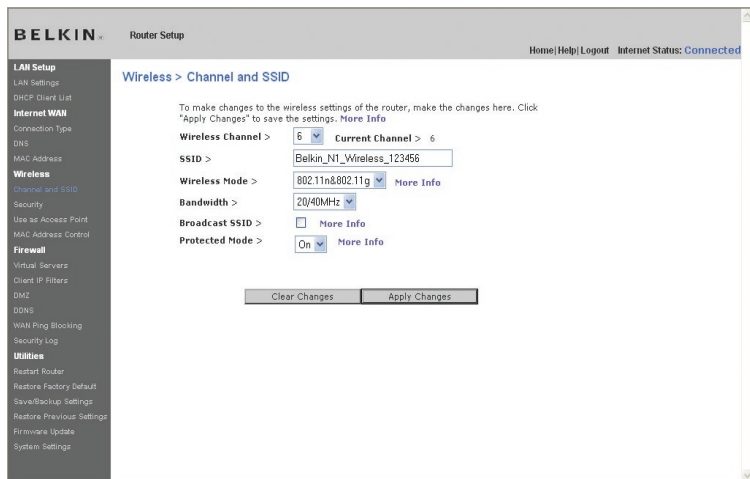 BELKIN®
Router Setup
Home|Help|Logout Internet Status: Connected
LAN Setup
LAN Settings
DHCP Client List
Internet WAN
Connection Type
DNS
MAC Address
Wireless
Channel and SSID
Security
Use as Access Point
MAC Address Control
Firewall
Virtual Servers
Client IP Filters
DMZ
DDNS
WAN Ping Blocking
Security Log
Utilities
Restart Router
Restore Factory Default
Save/Backup Settings
Restore Previous Settings
Firmware Update
System Settings
Wireless > Channel and SSID
To make changes to the wireless settings of the router, make the changes here. Click
"Apply Changes" to save the settings. More Info
Wireless Channel > 6 Current Channel > 6
SSID > Belkin_N1_Wireless_123456
Wireless Mode > 802.11n&802.11g More Info
Bandwidth > 20/40MHz
Broadcast SSID > More Info
Protected Mode > On More Info
Clear Changes Apply Changes